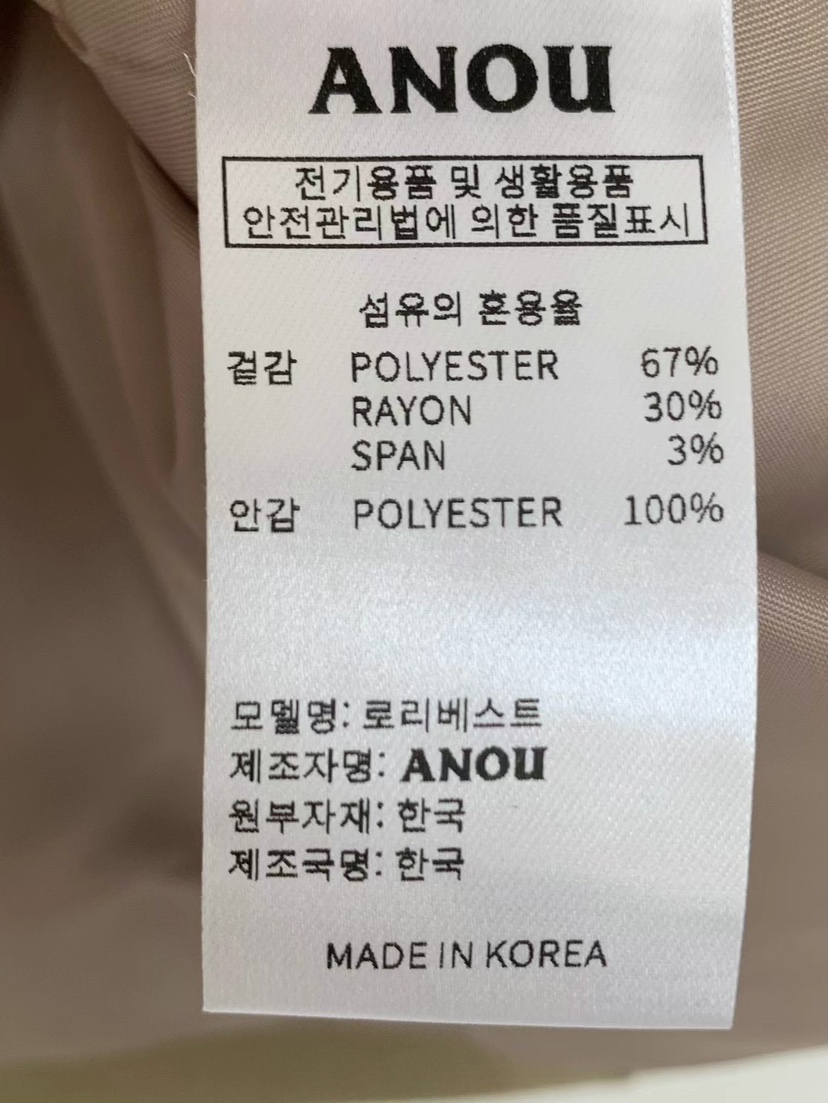 ANOU
전기용품 및 생활용품
안전관리법에 의한 품질표시
섬유의 혼용율
겉감 POLYESTER 67%
RAYON 30%
SPAN 3%
안감 POLYESTER 100%
모델명: 로리베스트
제조자명: ANOU
원부자재: 한국
제조국명: 한국
MADE IN KOREA